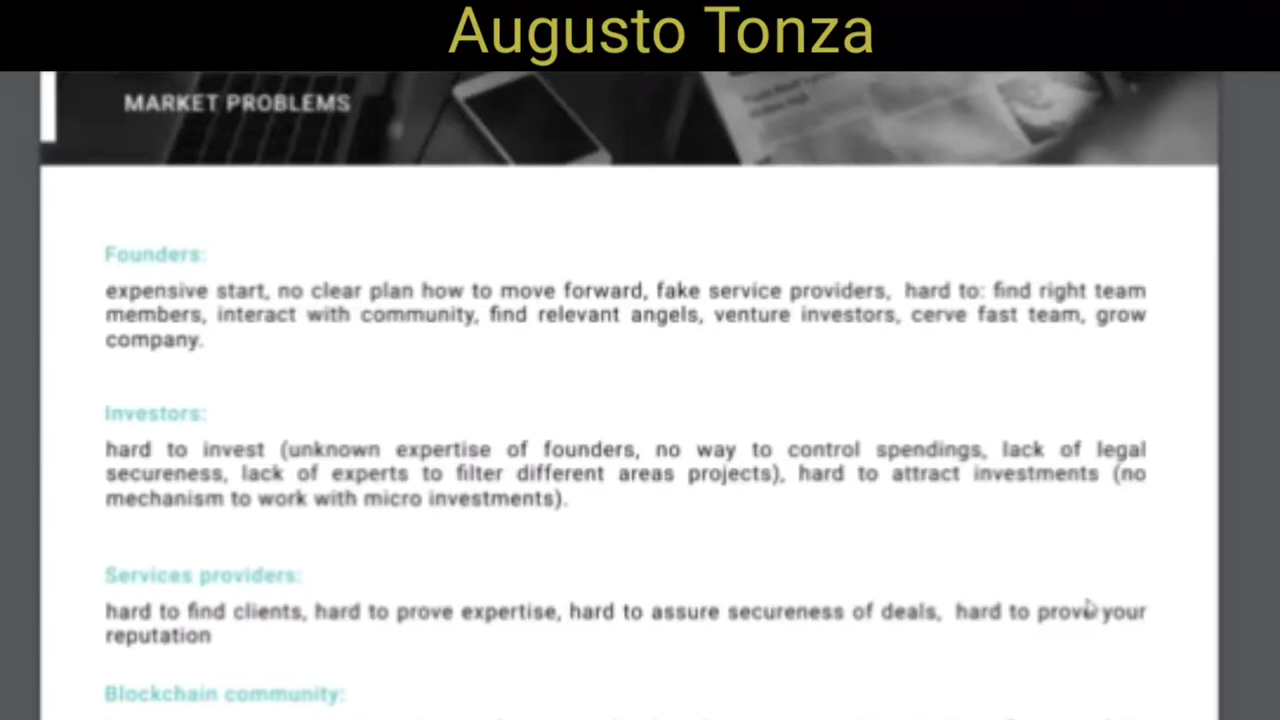 Augusto Tonza
MARKET PROBLEMS
Founders:
expensive start, no clear plan how to move forward, fake service providers, hard to: find right team
members, interact with community, find relevant angels, venture investors, cerve fast team, grow
company.
Investors:
hard to invest (unknown expertise of founders, no way to control spendings, lack of legal
secureness, lack of experts to filter different areas projects), hard to attract investments (no
mechanism to work with micro investments).
Services providers:
hard to find clients, hard to prove expertise, hard to assure secureness of deals, hard to prove your
reputation
Blockchain community: